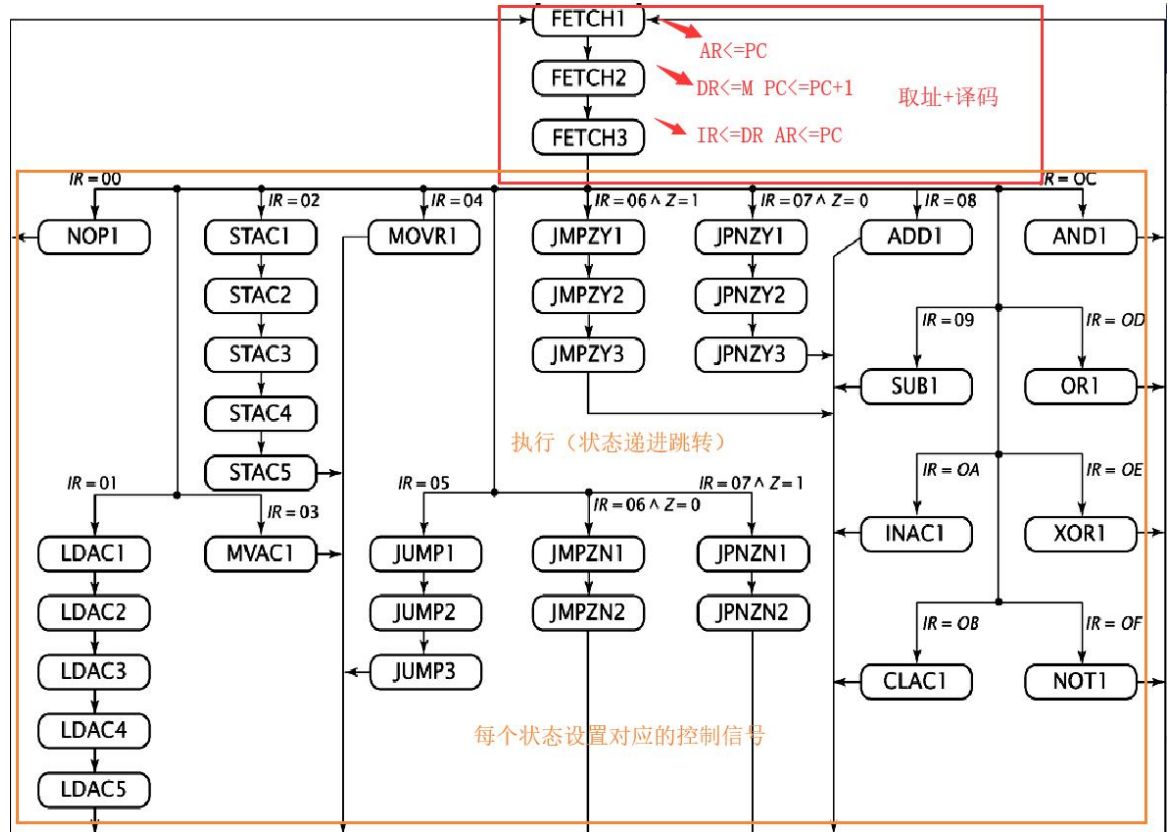 FETCH1
AR<=PC
FETCH2
DR<=M PC<=PC+1
取址+译码
FETCH3
IR<=DR AR<=PC
IR = 00
IR = 02
IR = 04
IR = 06 ∧ Z= 1
IR = 07 ∧ Z= 0
IR = 08
IR = OC
NOP1
STAC1
MOVR1
JMPZY1
JPNZY1
ADD1
AND1
STAC2
JMPZY2
JPNZY2
IR = 09
IR = OD
STAC3
JMPZY3
JPNZY3
SUB1
OR1
STAC4
执行（状态递进跳转）
STAC5
IR = 01
IR = 03
IR = 05
IR = 06 ∧ Z= 0
IR = 07 ∧ Z= 1
IR = OA
IR = OE
LDAC1
MVAC1
JUMP1
JMPZN1
JPNZN1
INAC1
XOR1
LDAC2
JUMP2
JMPZN2
JPNZN2
IR = OB
IR = OF
LDAC3
JUMP3
CLAC1
NOT1
LDAC4
每个状态设置对应的控制信号
LDAC5